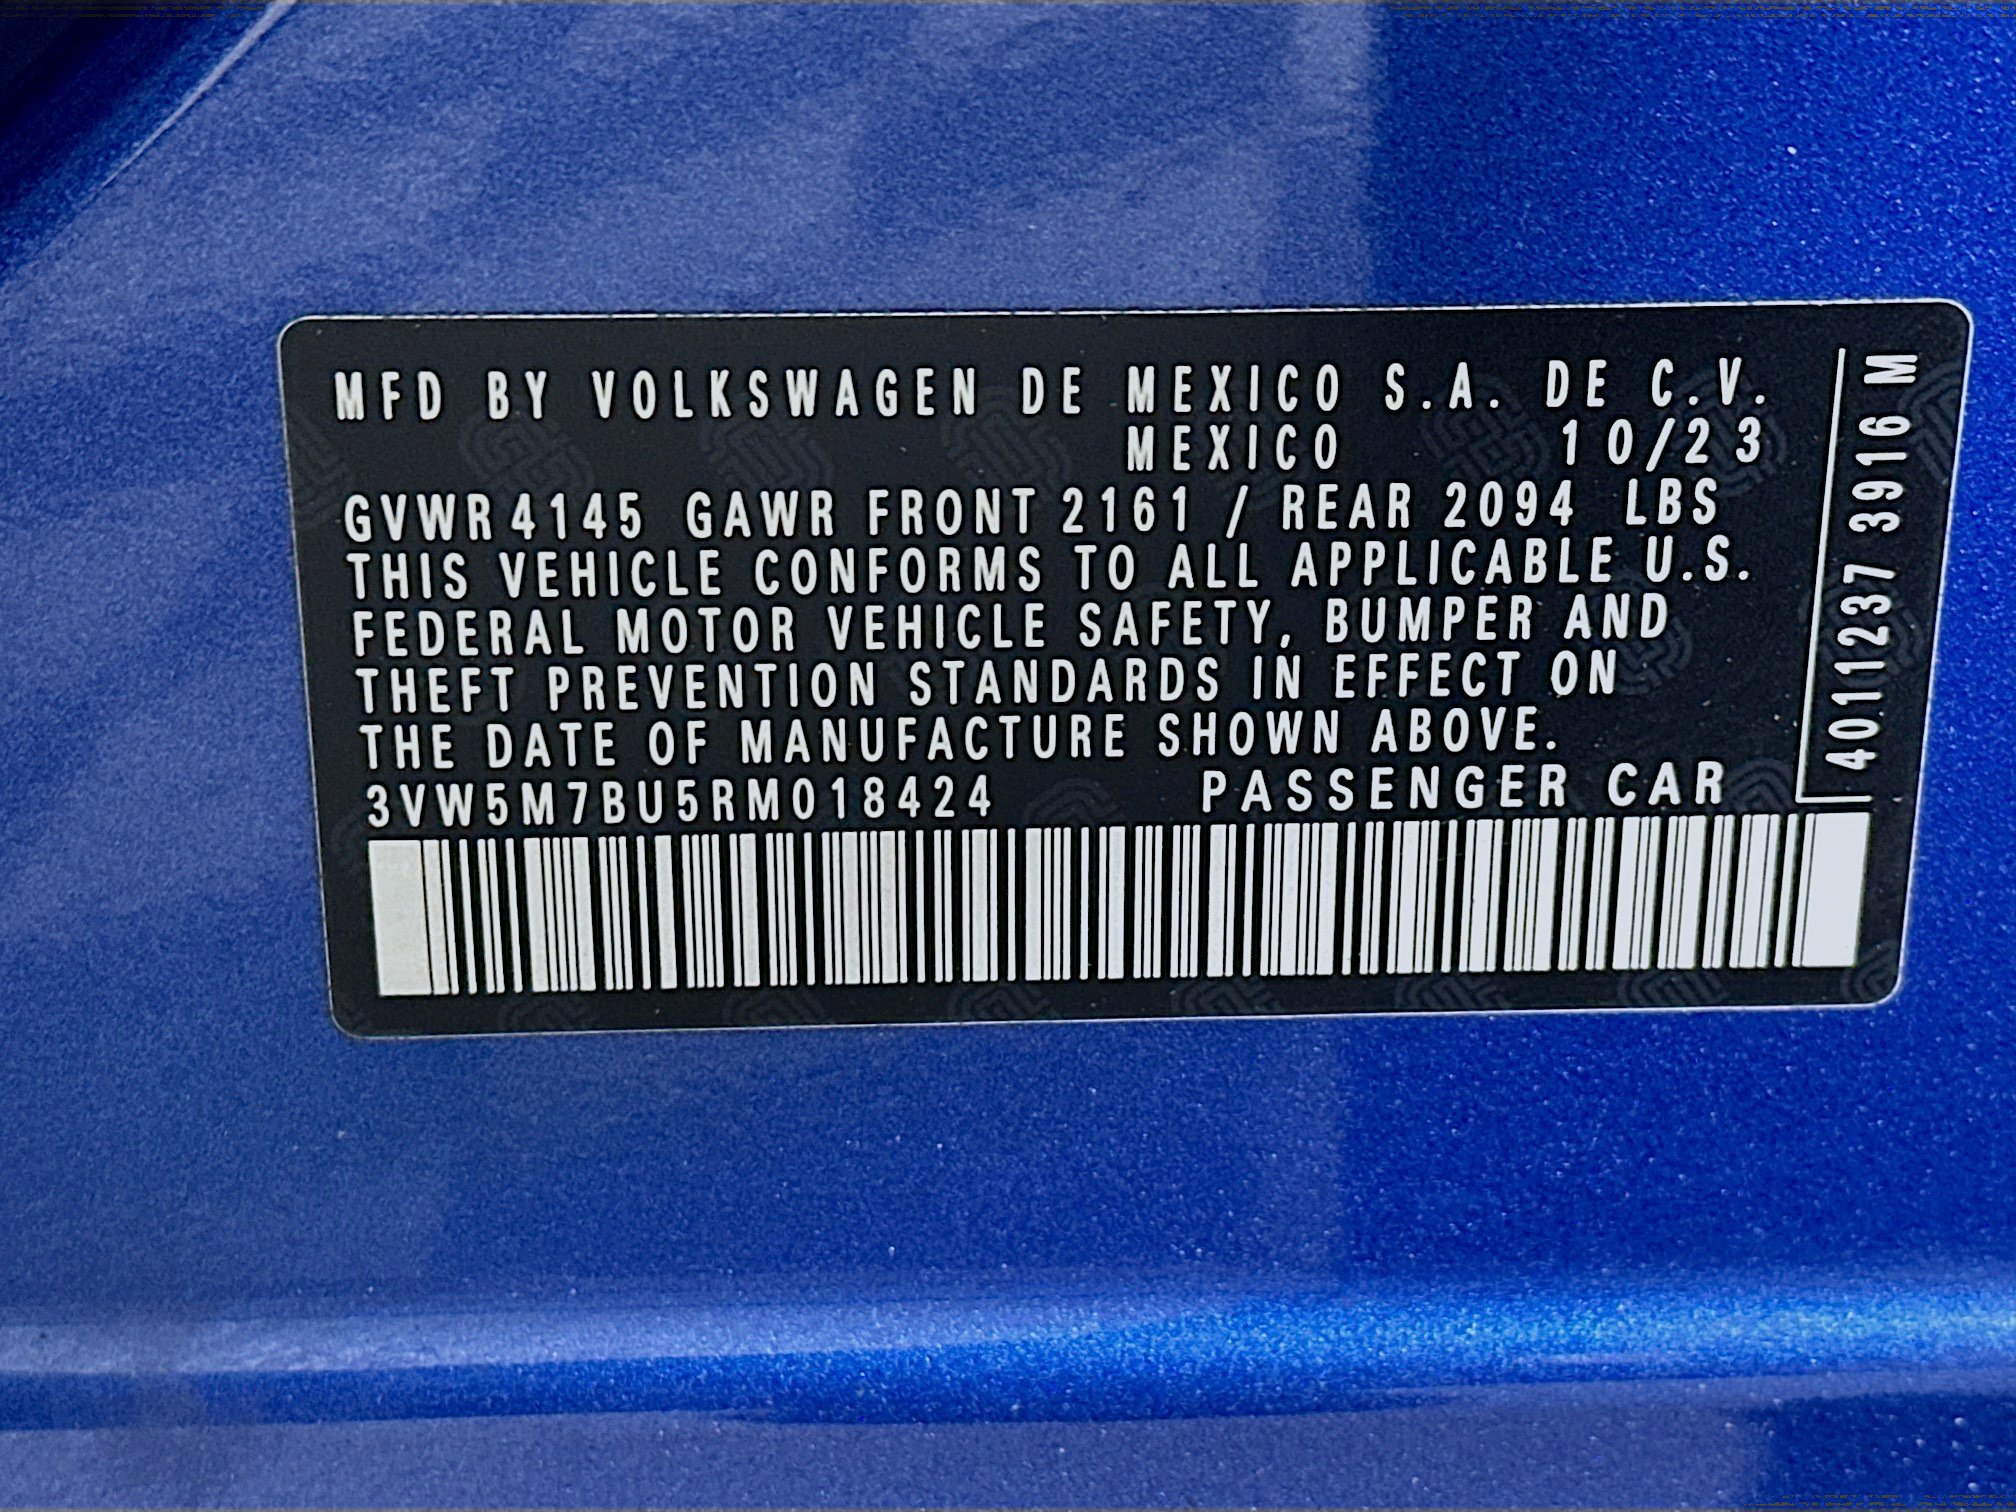 MFD BY VOLKSWAGEN DE MEXICO S.A. DE C.V.
MEXICO 10/23
GVWR 4145 GAWR FRONT 2161 / REAR 2094 LBS
THIS VEHICLE CONFORMS TO ALL APPLICABLE U.S.
FEDERAL MOTOR VEHICLE SAFETY, BUMPER AND
THEFT PREVENTION STANDARDS IN EFFECT ON
THE DATE OF MANUFACTURE SHOWN ABOVE.
3VW5M7BU5RM018424 PASSENGER CAR
4011237 3916 M